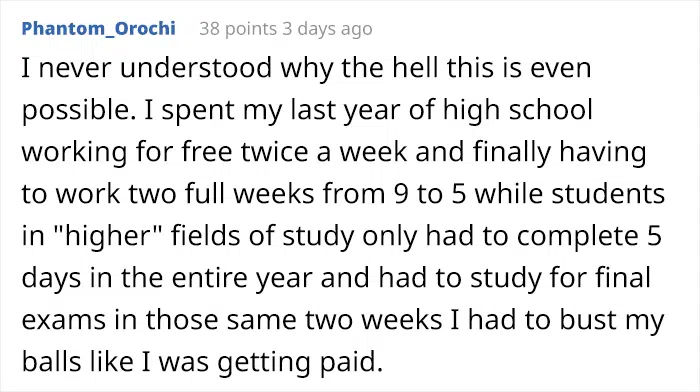 Phantom_Orochi 38 points 3 days ago
I never understood why the hell this is even
possible. I spent my last year of high school
working for free twice a week and finally having
to work two full weeks from 9 to 5 while students
in "higher" fields of study only had to complete 5
days in the entire year and had to study for final
exams in those same two weeks I had to bust my
balls like I was getting paid.